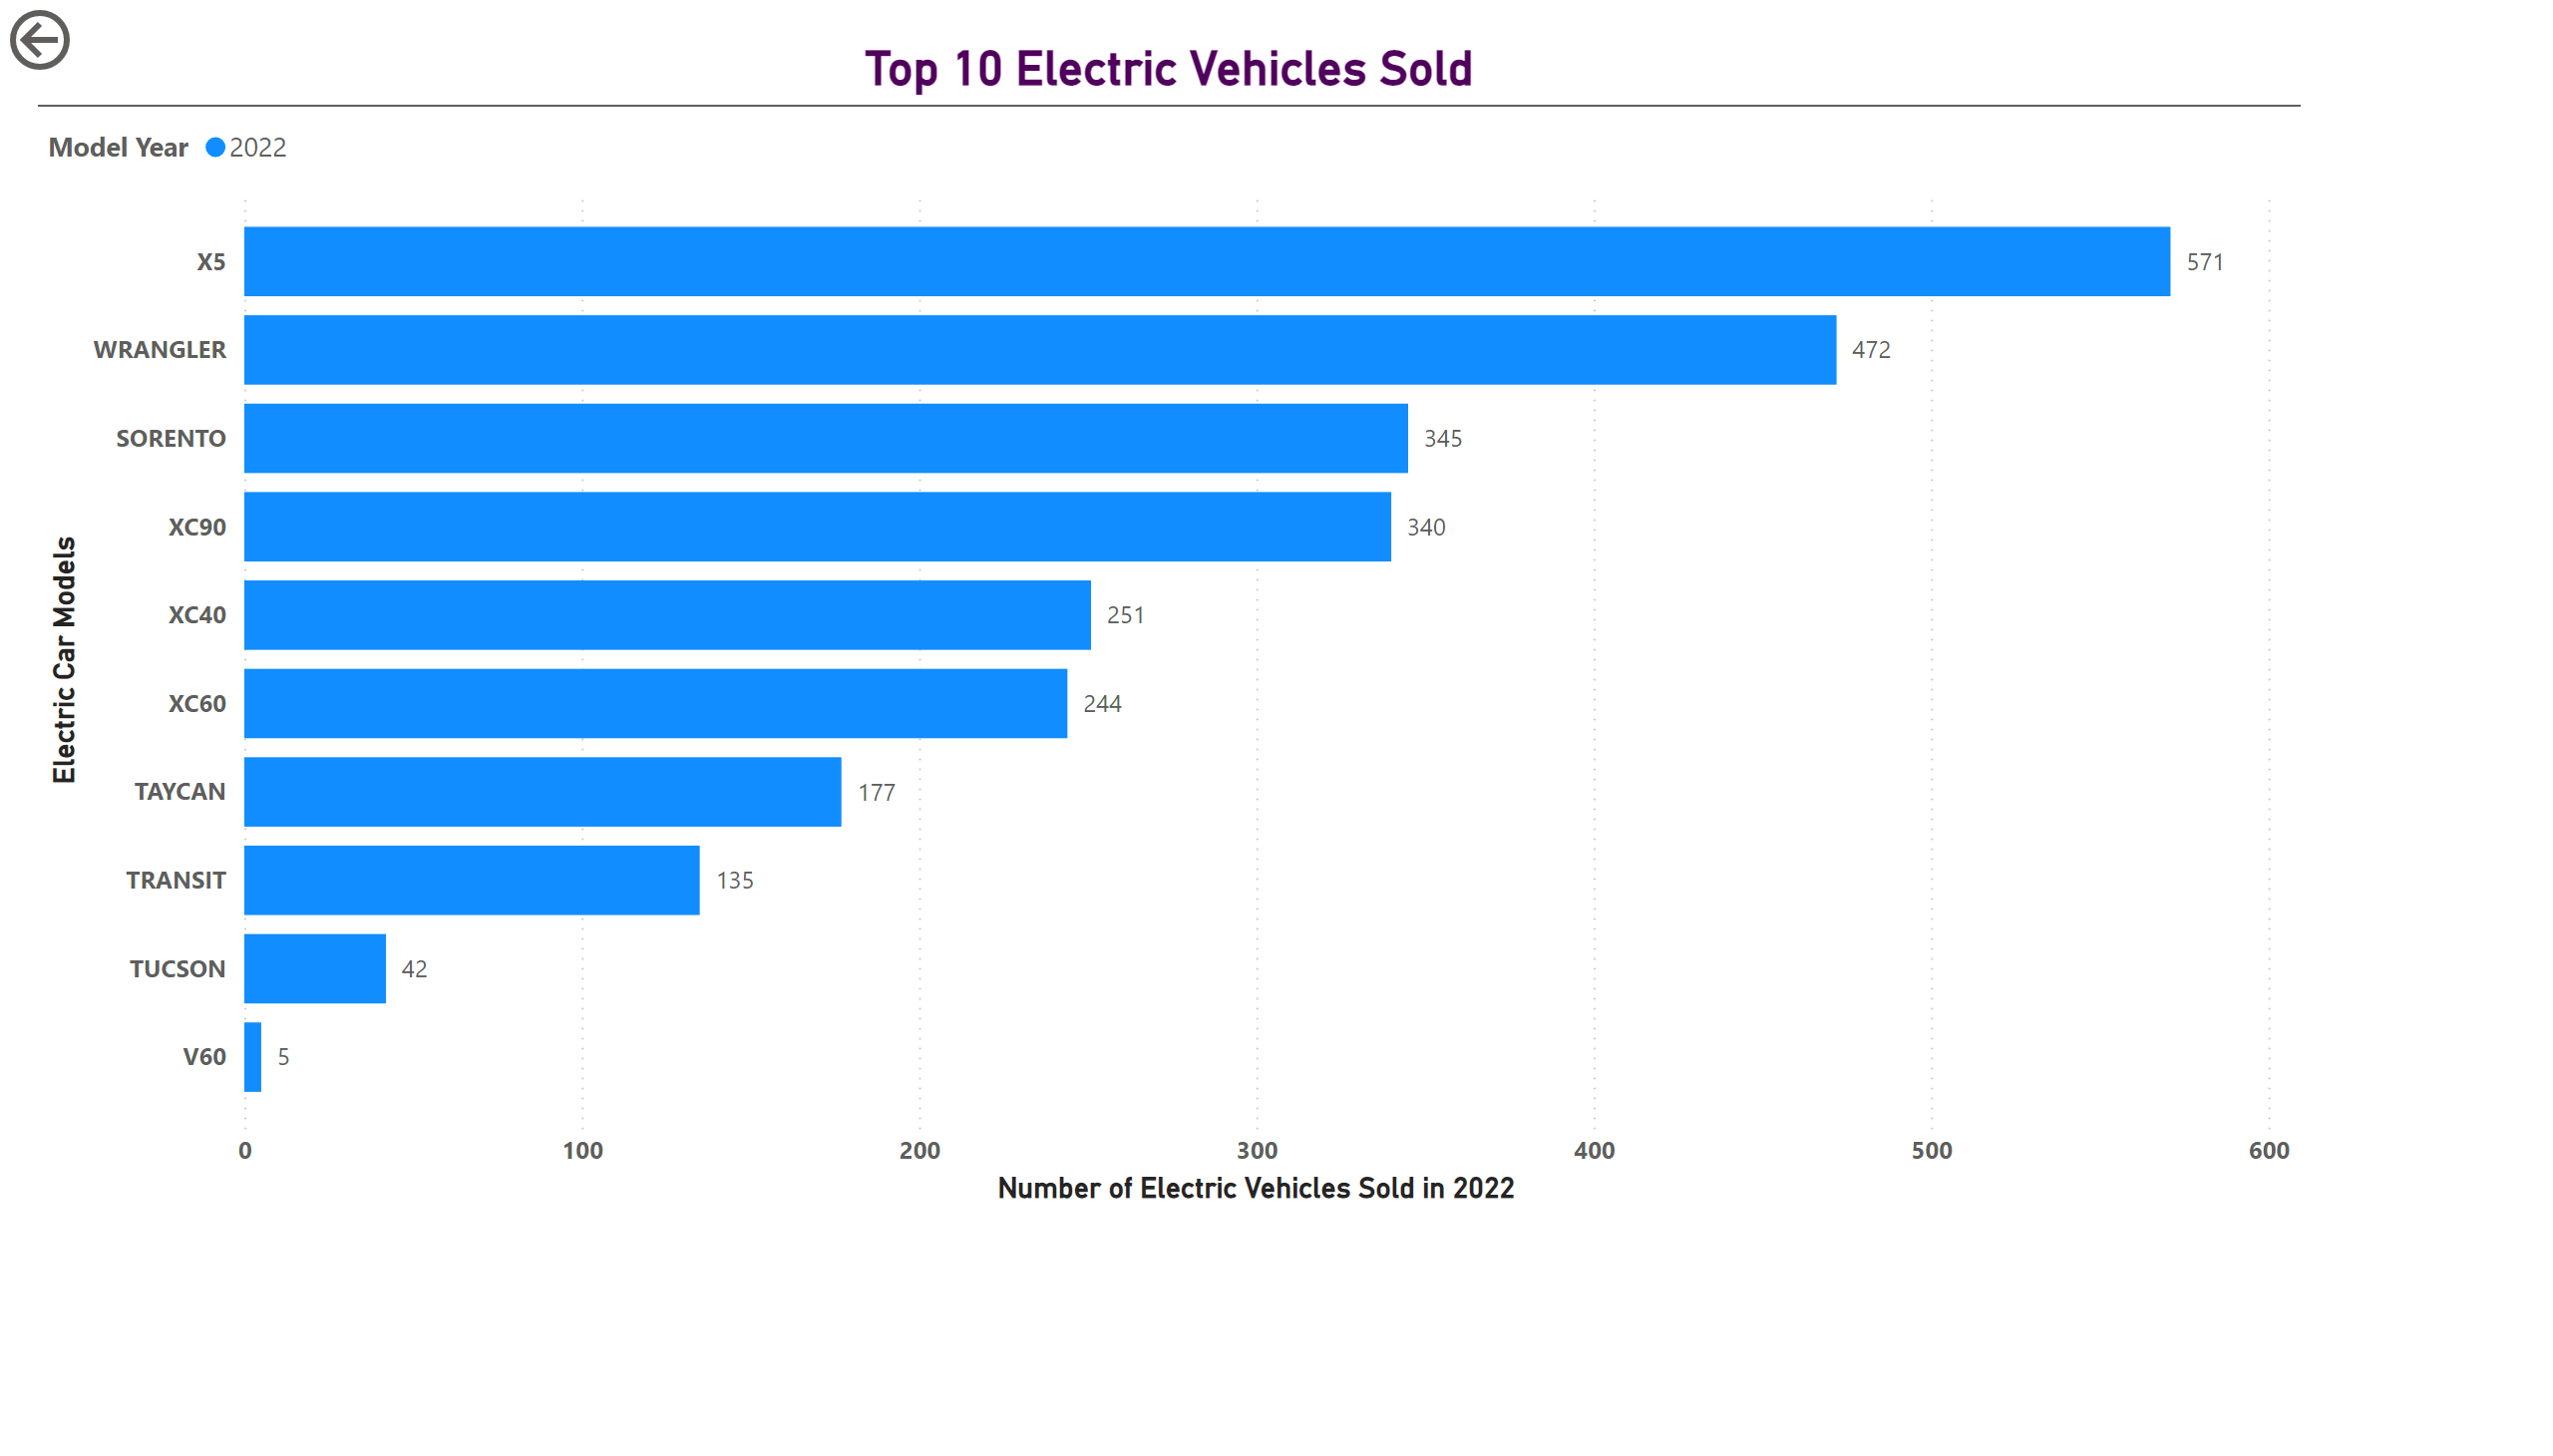 Top 10 Electric Vehicles Sold
Model Year 2022
Electric Car Models
X5 571
WRANGLER 472
SORENTO 345
XC90 340
XC40 251
XC60 244
TAYCAN 177
TRANSIT 135
TUCSON 42
V60 5
0 100 200 300 400 500 600
Number of Electric Vehicles Sold in 2022